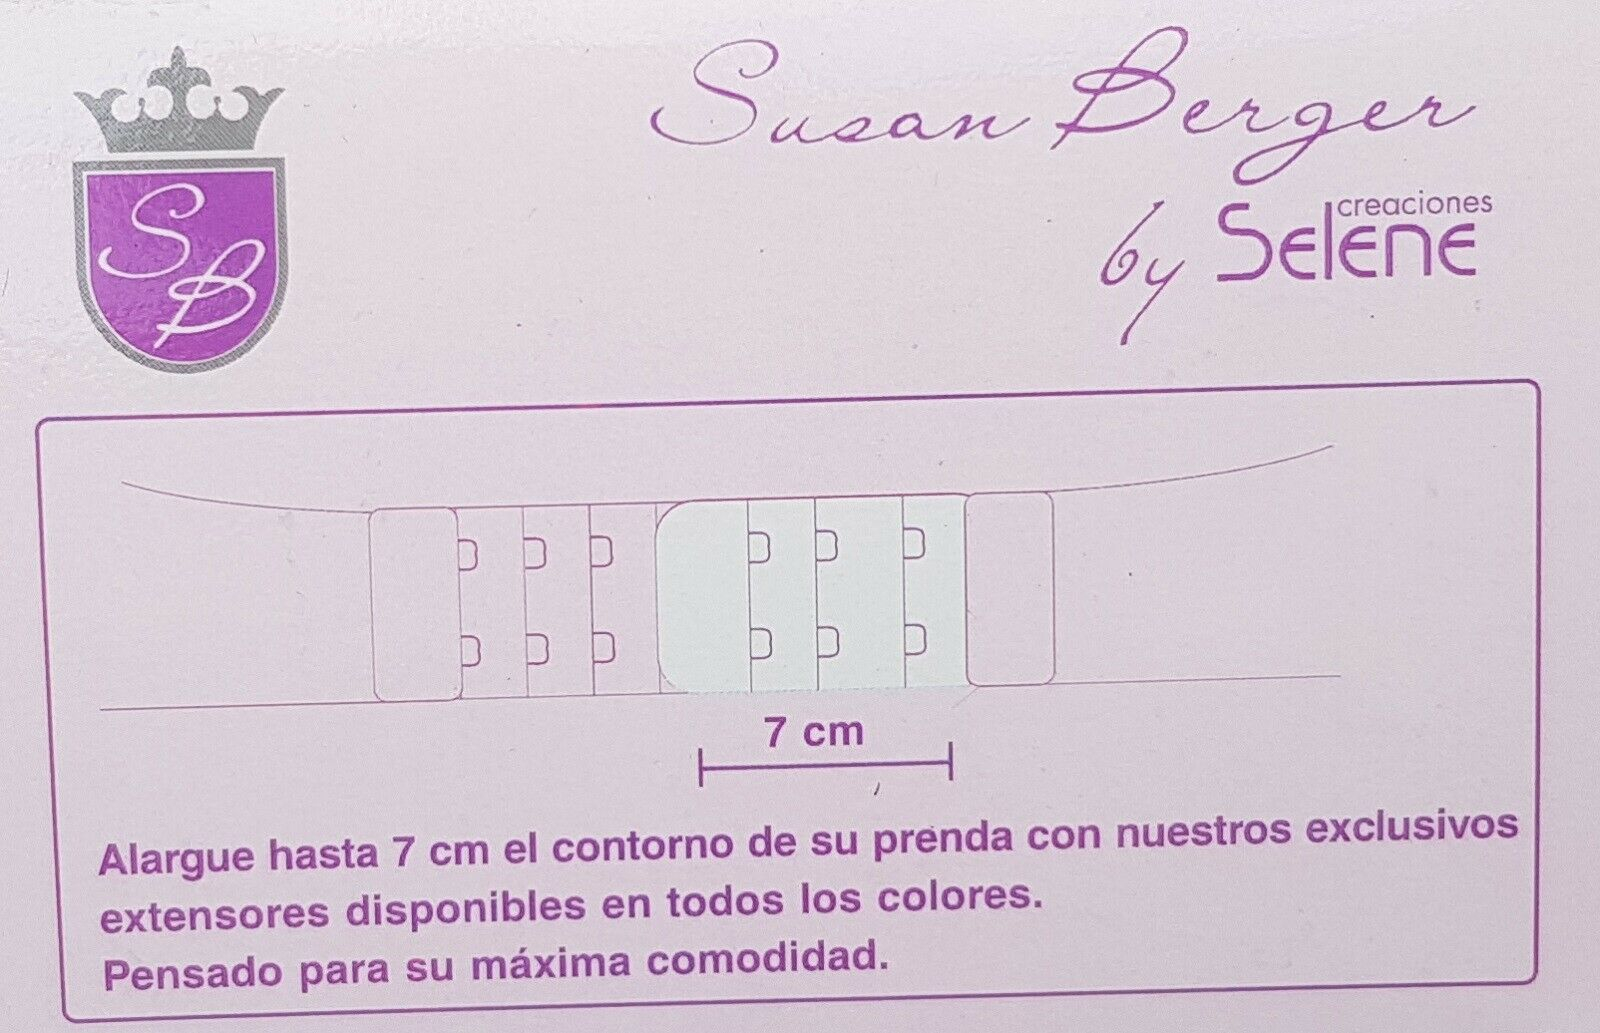 Susan Berger
by creaciones Selene
SB
7 cm
Alargue hasta 7 cm el contorno de su prenda con nuestros exclusivos
extensores disponibles en todos los colores.
Pensado para su máxima comodidad.